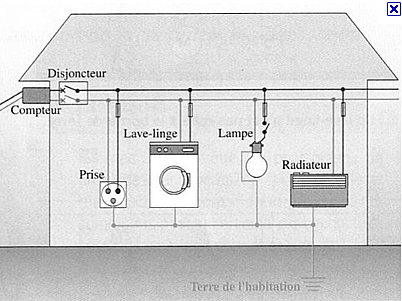 Disjoncteur
Compteur
Lave-linge
Lampe
Prise
Radiateur
Terre de l'habitation